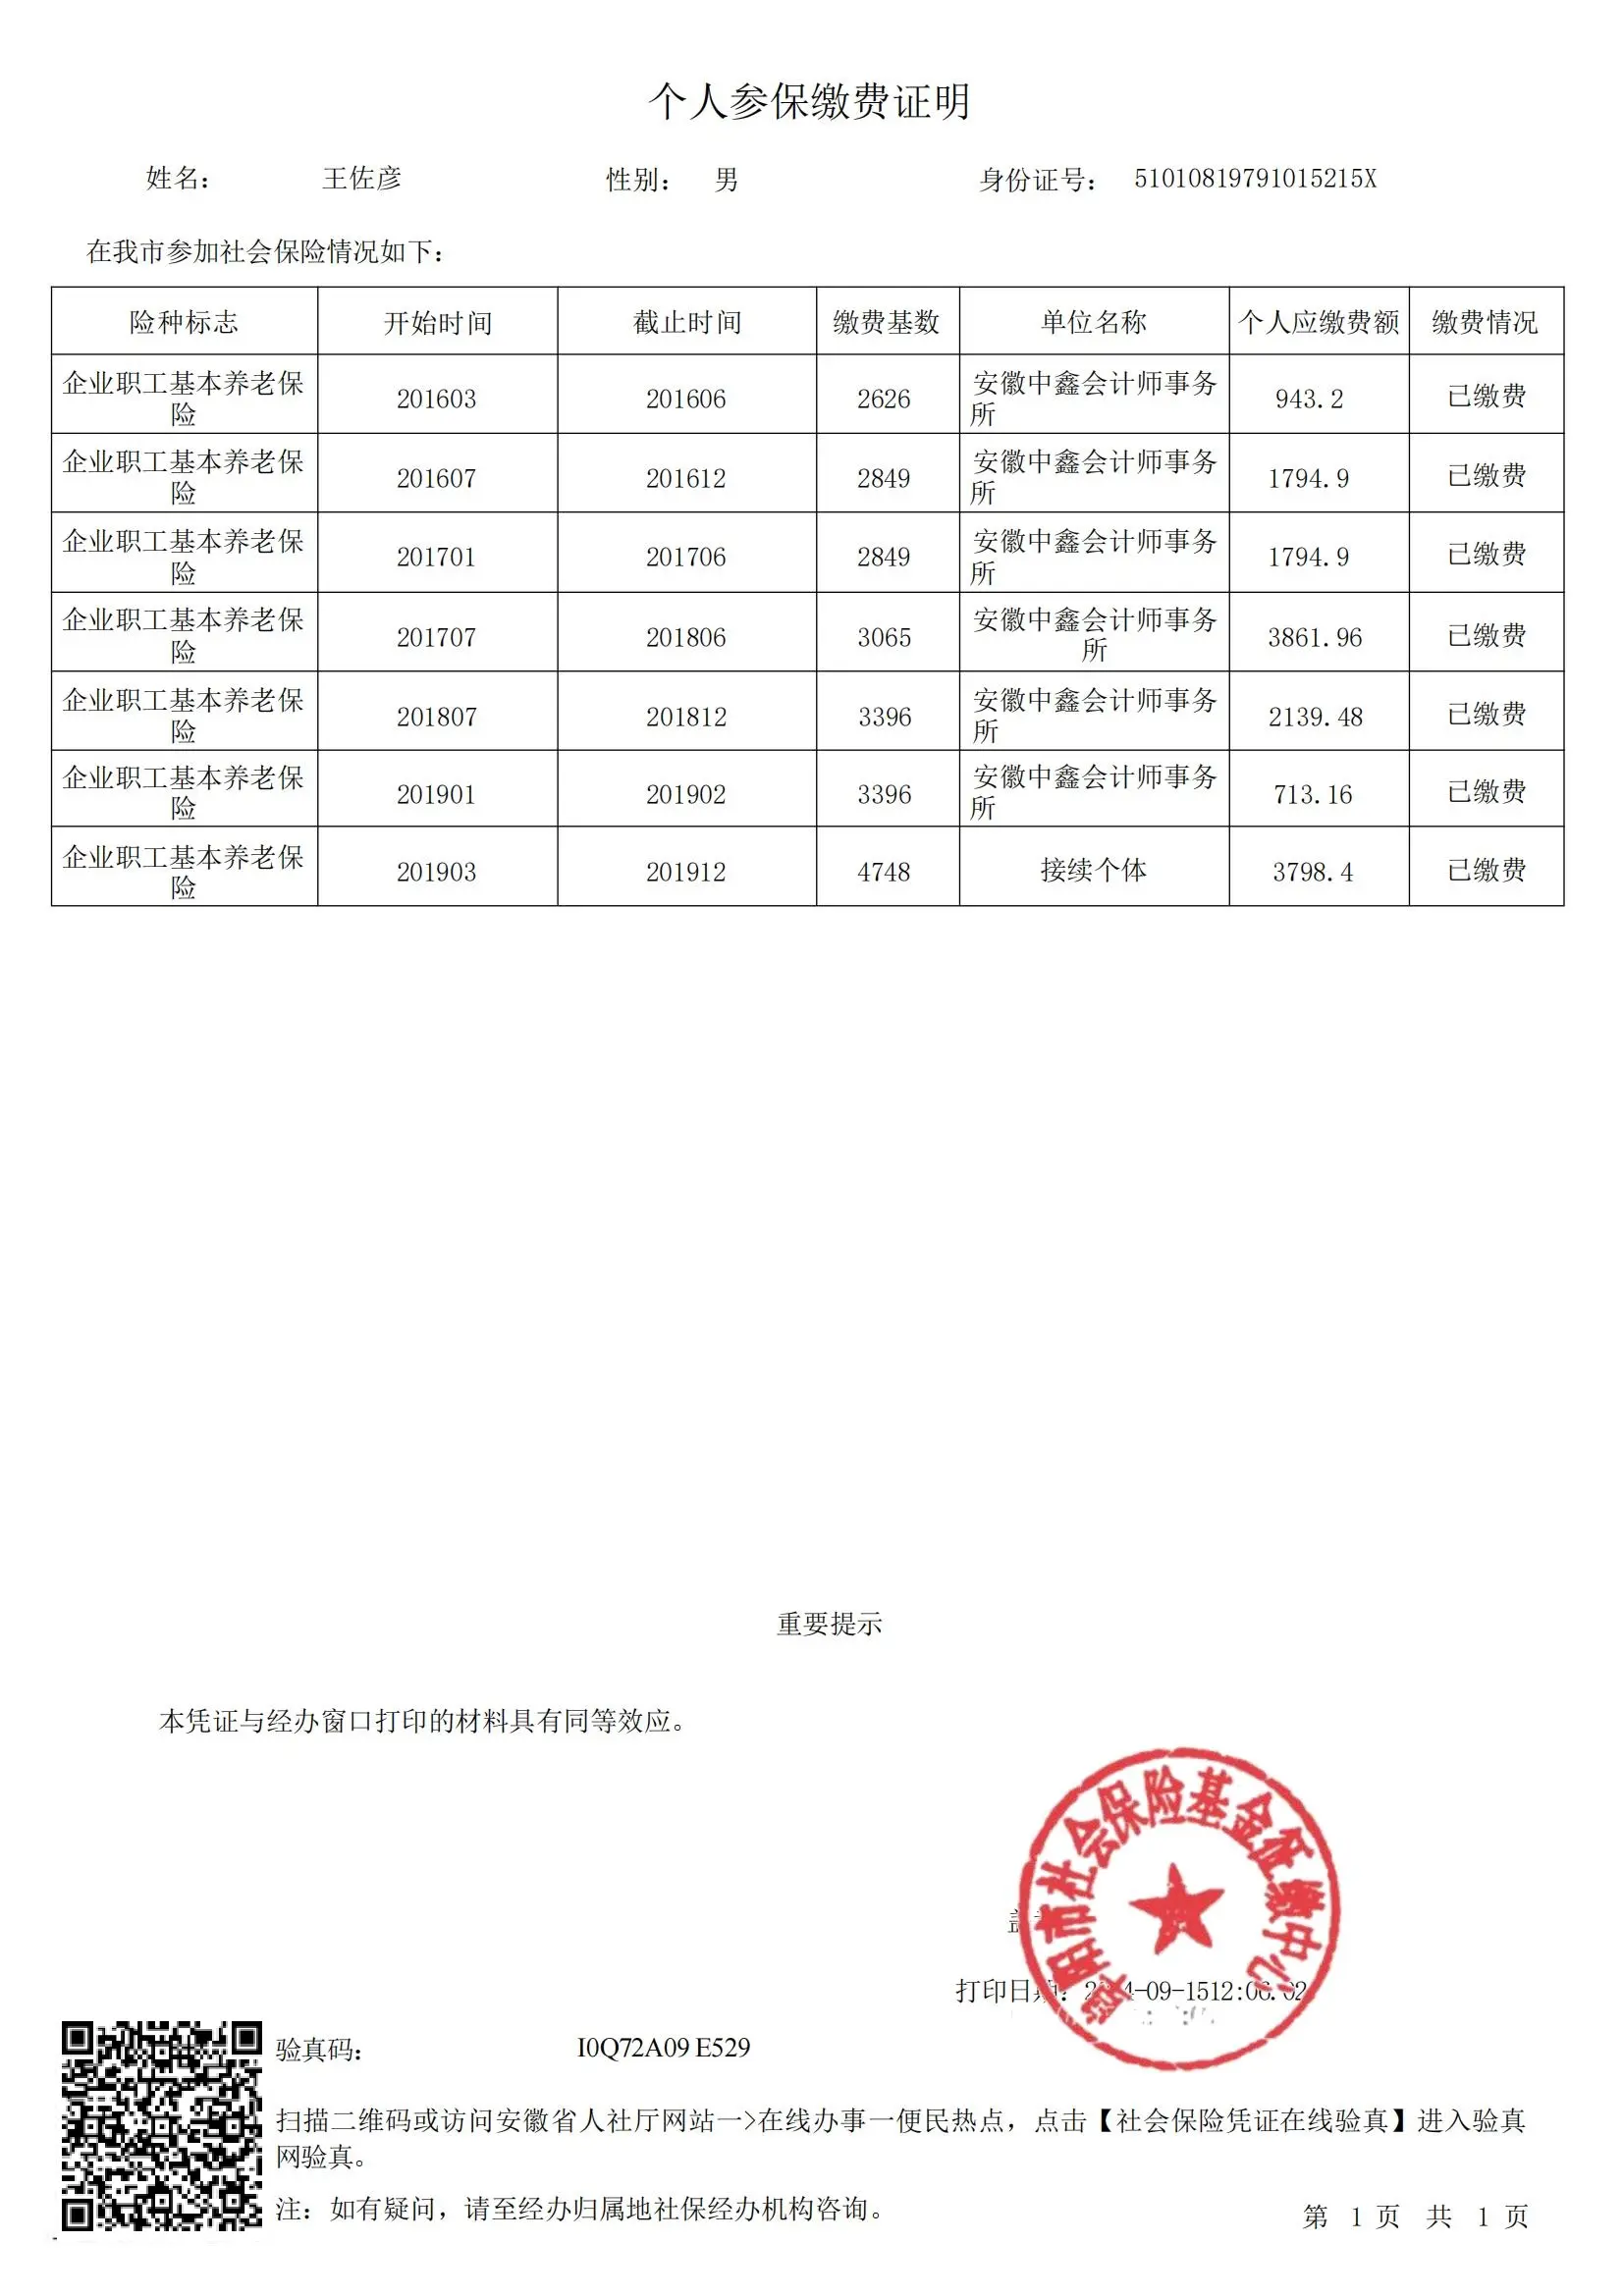 个人参保缴费证明
姓名： 王佐彦 性别： 男 身份证号： 51010819791015215X
在我市参加社会保险情况如下：
险种标志 开始时间 截止时间 缴费基数 单位名称 个人应缴费额 缴费情况
企业职工基本养老保险 201603 201606 2626 安徽中鑫会计师事务所 943.2 已缴费
企业职工基本养老保险 201607 201612 2849 安徽中鑫会计师事务所 1794.9 已缴费
企业职工基本养老保险 201701 201706 2849 安徽中鑫会计师事务所 1794.9 已缴费
企业职工基本养老保险 201707 201806 3065 安徽中鑫会计师事务所 3861.96 已缴费
企业职工基本养老保险 201807 201812 3396 安徽中鑫会计师事务所 2139.48 已缴费
企业职工基本养老保险 201901 201902 3396 安徽中鑫会计师事务所 713.16 已缴费
企业职工基本养老保险 201903 201912 4748 接续个体 3798.4 已缴费
重要提示
本凭证与经办窗口打印的材料具有同等效应。
市社会保险基金征缴中心
打印日期：
验真码： I0Q72A09 E529
扫描二维码或访问安徽省人社厅网站一>在线办事一便民热点，点击【社会保险凭证在线验真】进入验真
网验真。
注：如有疑问，请至经办归属地社保经办机构咨询。
第 1 页 共 1 页